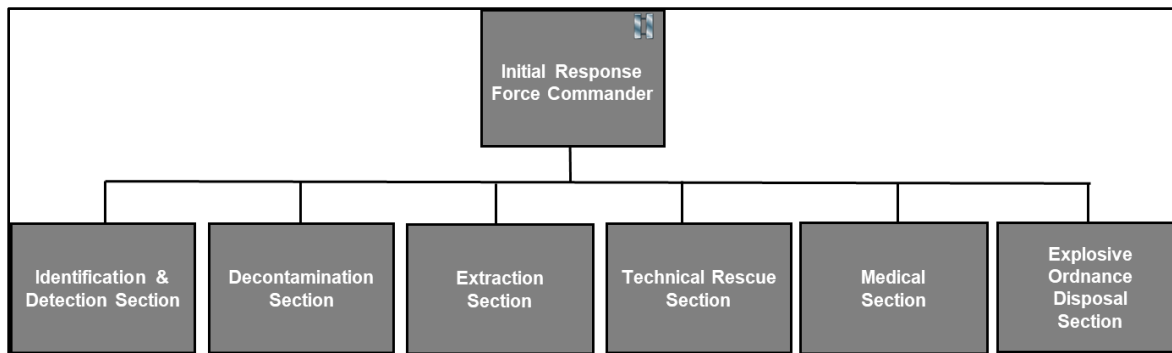 Initial Response
Force Commander
Identification &
Detection Section
Decontamination
Section
Extraction
Section
Technical Rescue
Section
Medical
Section
Explosive
Ordnance
Disposal
Section